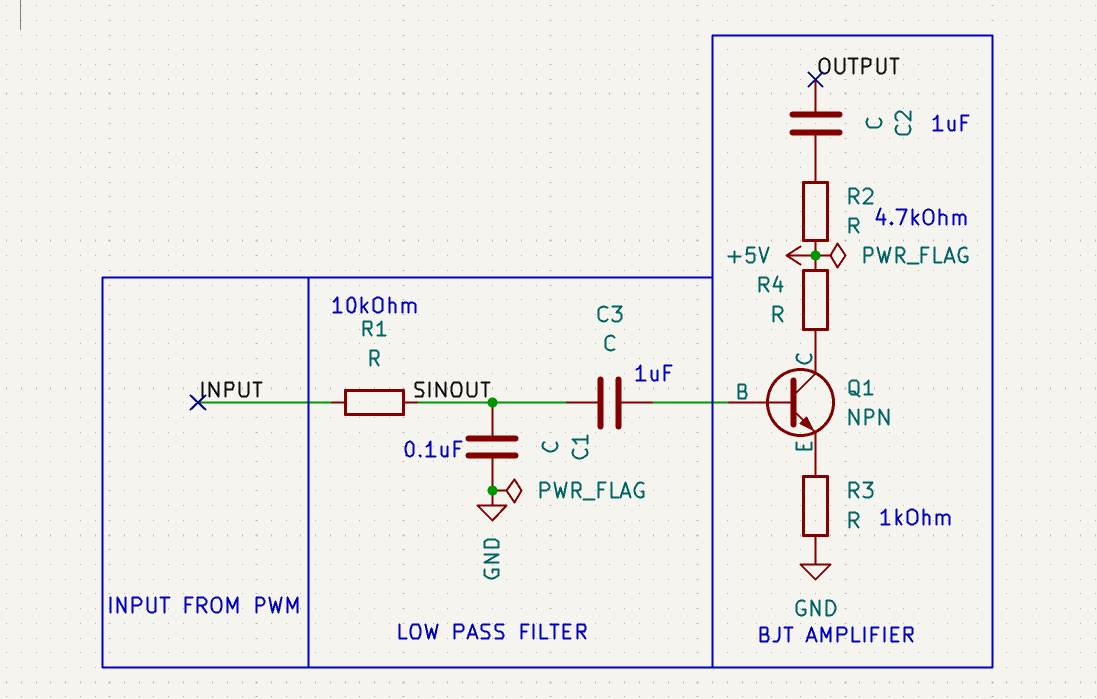 OUTPUT
C
C2
1uF
R2
R
4.7kOhm
+5V
PWR_FLAG
R4
R
10kOhm
R1
R
C3
C
1uF
INPUT
SINOUT
B
C
Q1
NPN
E
0.1uF
C
C1
PWR_FLAG
GND
R3
R
1kOhm
GND
INPUT FROM PWM
LOW PASS FILTER
BJT AMPLIFIER